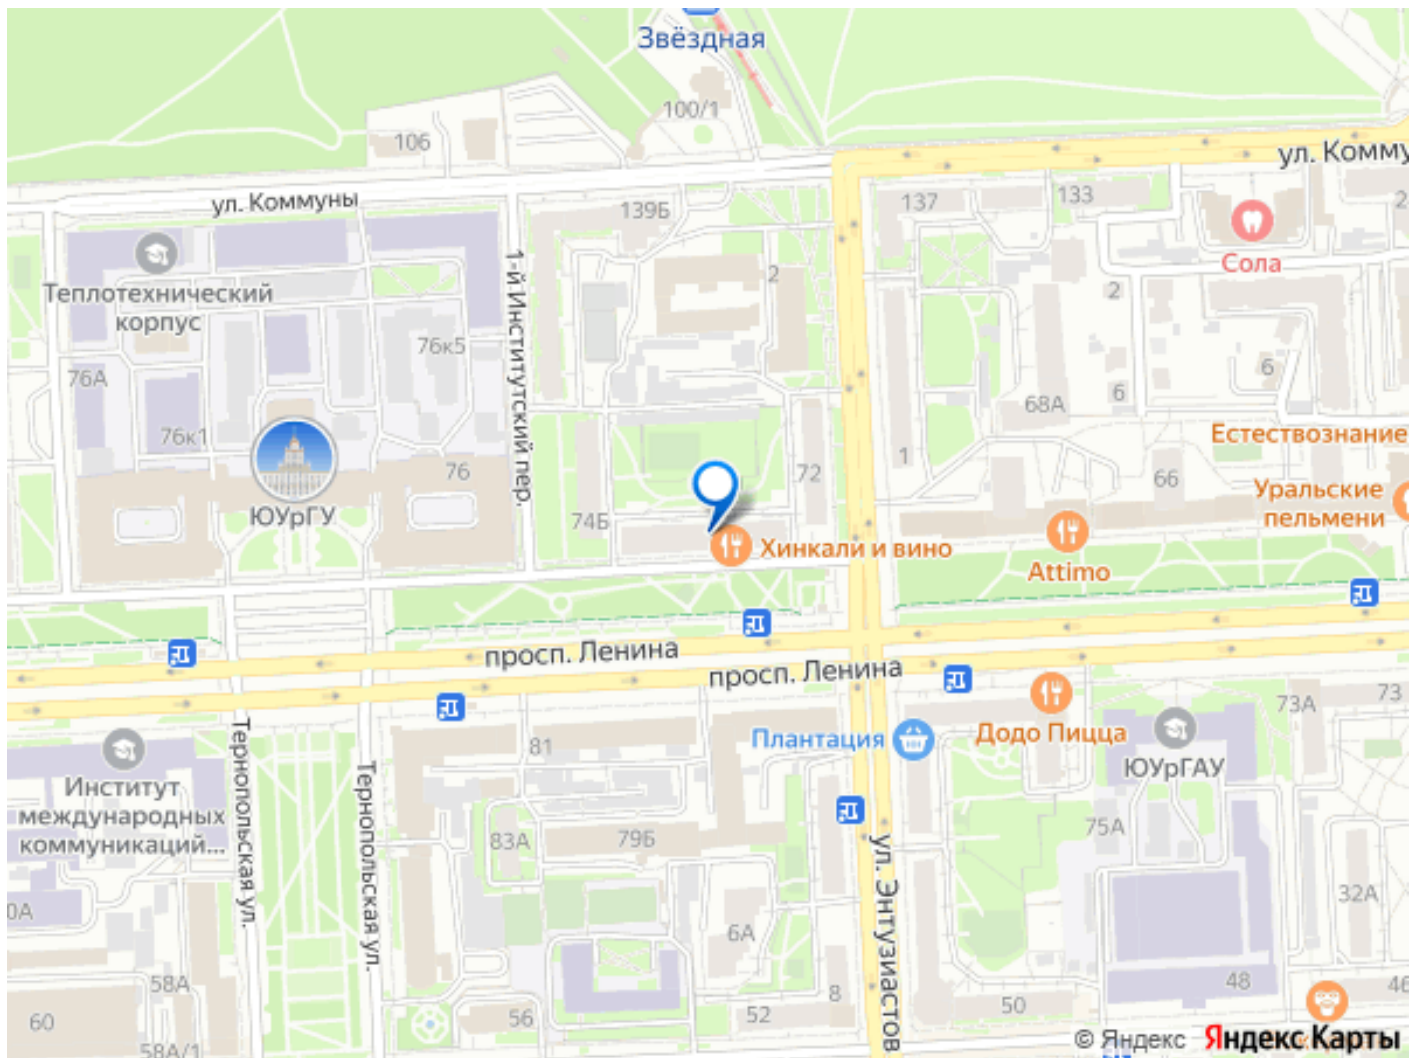 Звёздная
100/1
106
ул. Комму
ул. Коммуны
139Б
137
133
2
Сола
Теплотехнический
корпус
1-й Институтский пер.
2
2
76к5
76А
6
6
68А
76к1
Естествознание
1
76
72
66
Уральские
пельмени
ЮУрГУ
74Б
Хинкали и вино
Attimo
просп. Ленина
просп. Ленина
73А
73
Додо Пицца
Плантация
81
ЮУрГАУ
Тернопольская ул.
Тернопольская ул.
Институт
международных
коммуникаций...
83А
79Б
75А
ул. Энтузиастов
32А
0А
6А
58А
8
48
46
60
56
52
50
58А/1
© Яндекс Яндекс Карты